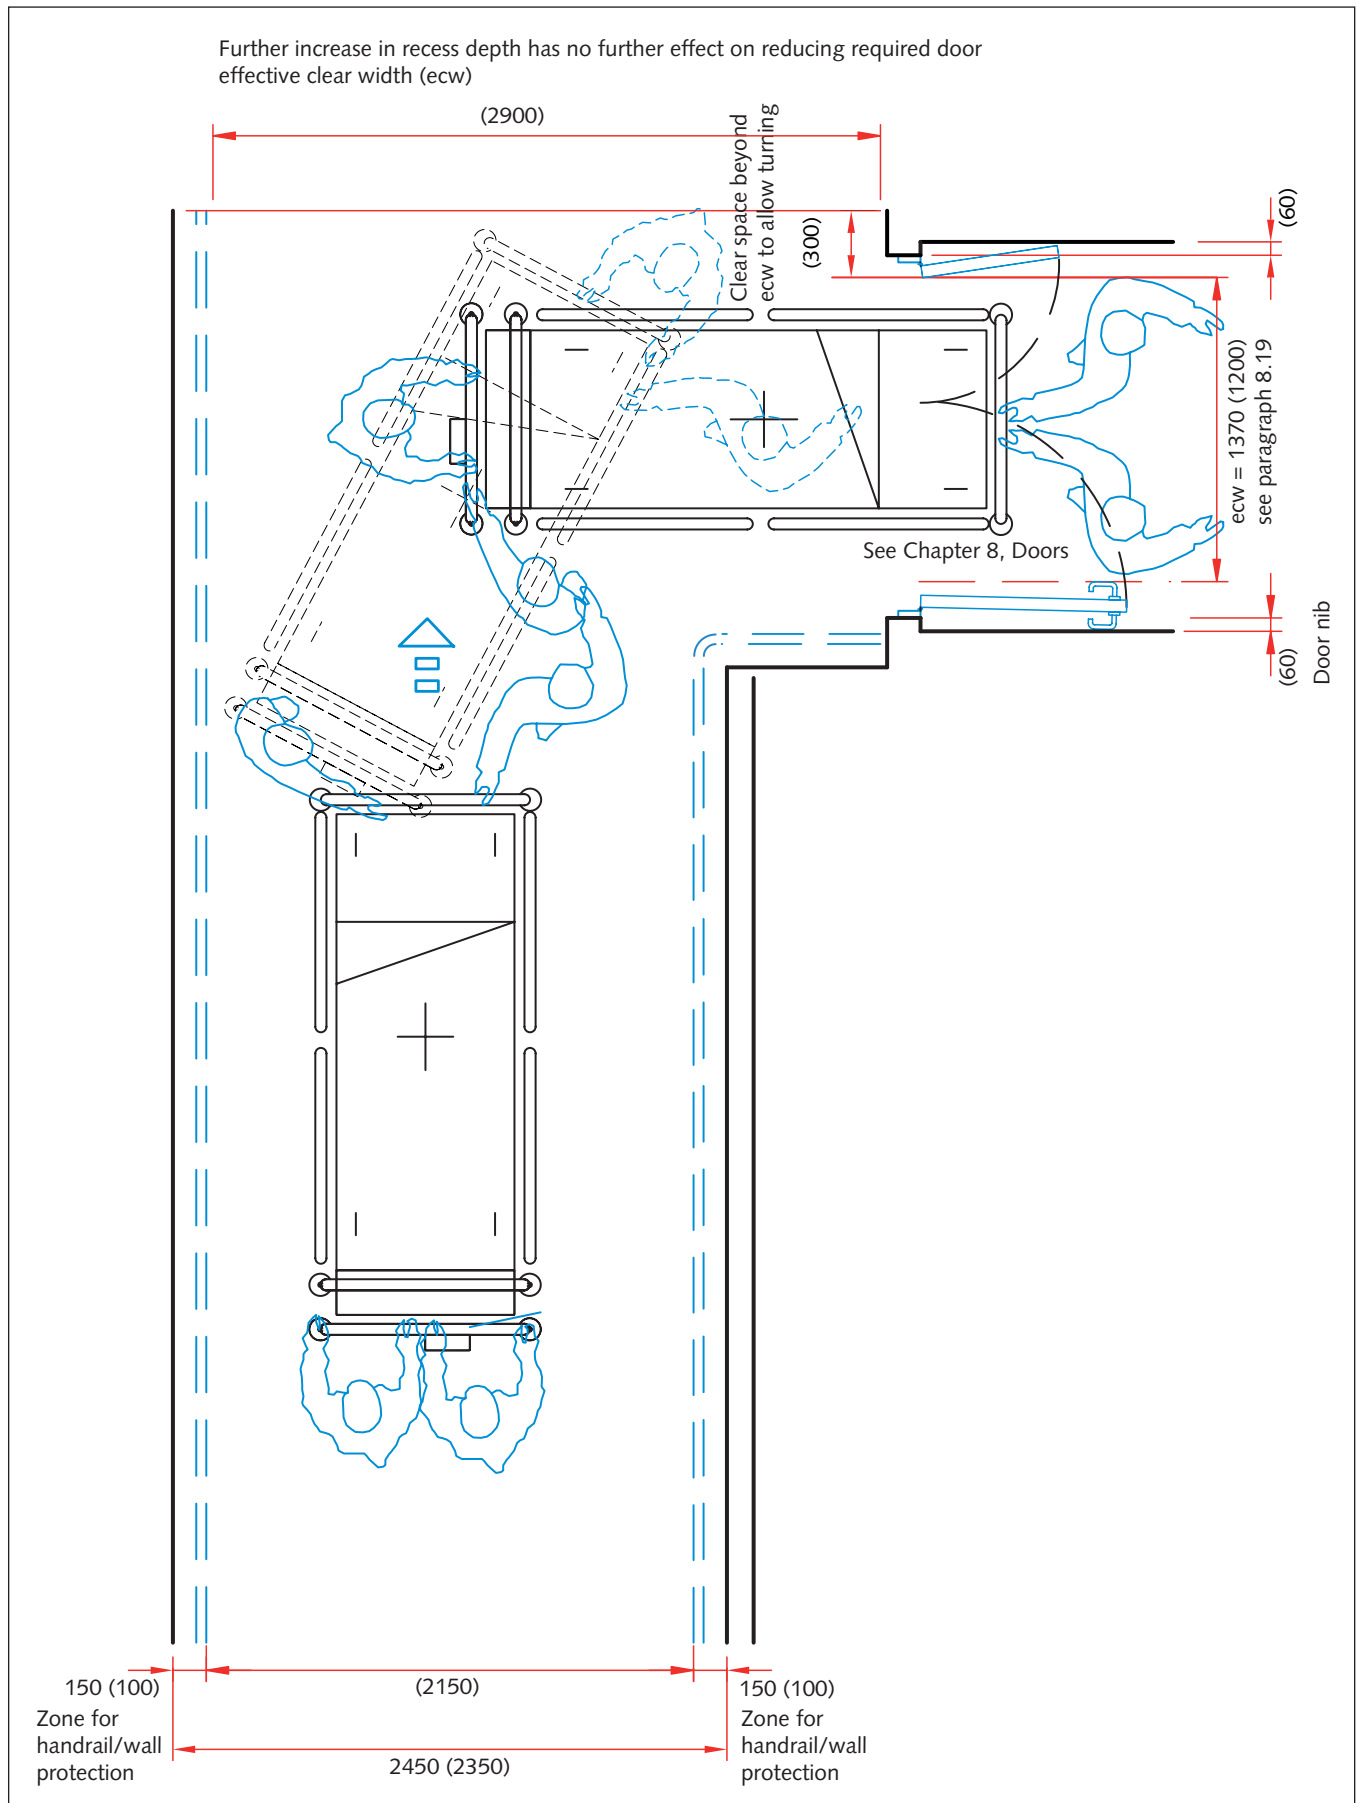 Further increase in recess depth has no further effect on reducing required door
effective clear width (ecw)
(2900)
Clear space beyond
ecw to allow turning
(300)
(60)
ecw = 1370 (1200)
see paragraph 8.19
See Chapter 8, Doors
(60)
Door nib
150 (100)
Zone for
handrail/wall
protection
(2150)
2450 (2350)
150 (100)
Zone for
handrail/wall
protection